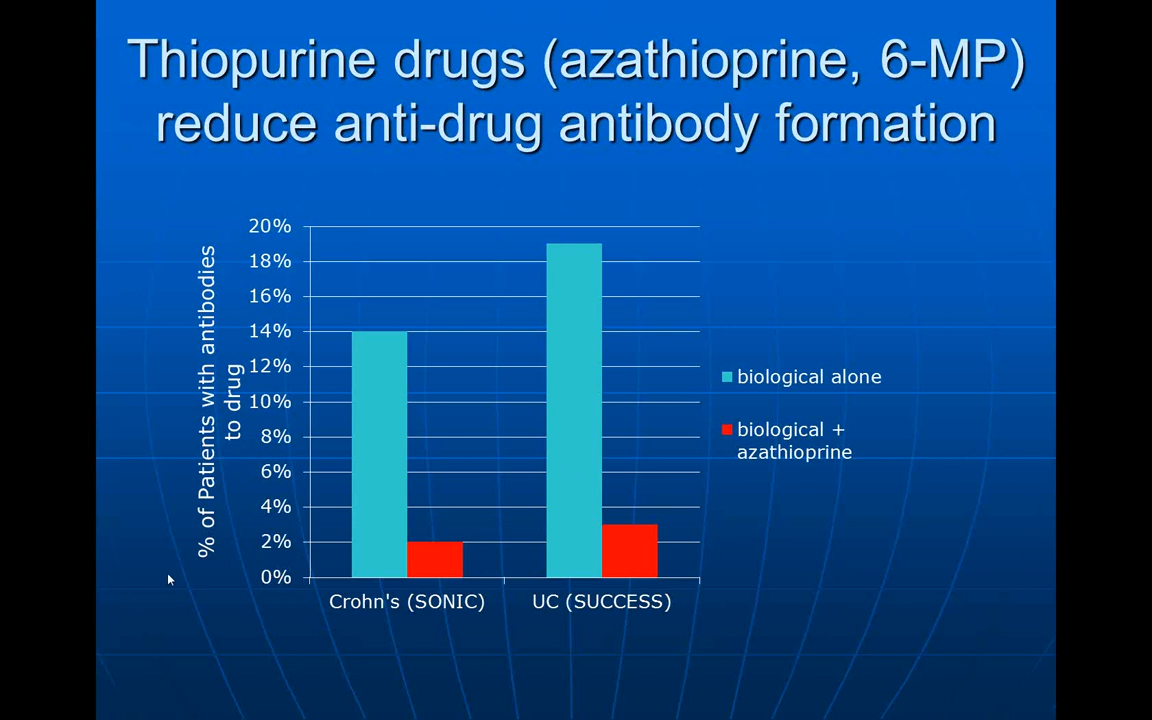 Thiopurine drugs (azathioprine, 6-MP)
reduce anti-drug antibody formation
% of Patients with antibodies
to drug
20%
18%
16%
14%
12%
10%
8%
6%
4%
2%
0%
Crohn's (SONIC)
UC (SUCCESS)
biological alone
biological +
azathioprine